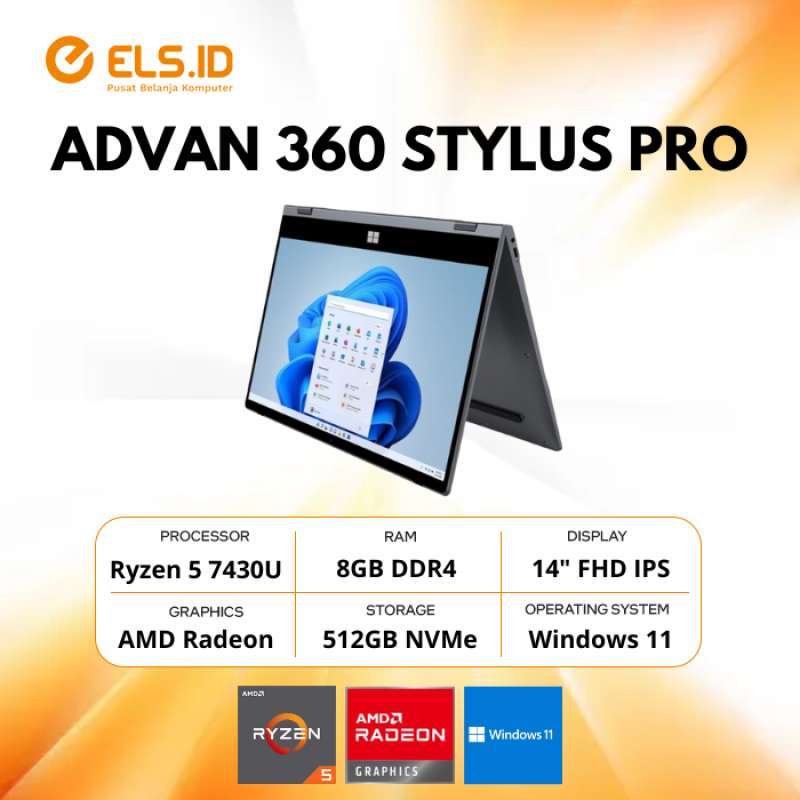 ELS.ID
Pusat Belanja Komputer
ADVAN 360 STYLUS PRO
PROCESSOR
Ryzen 5 7430U
RAM
8GB DDR4
DISPLAY
14" FHD IPS
GRAPHICS
AMD Radeon
STORAGE
512GB NVMe
OPERATING SYSTEM
Windows 11
AMD
RYZEN
5
AMD
RADEON
GRAPHICS
Windows 11